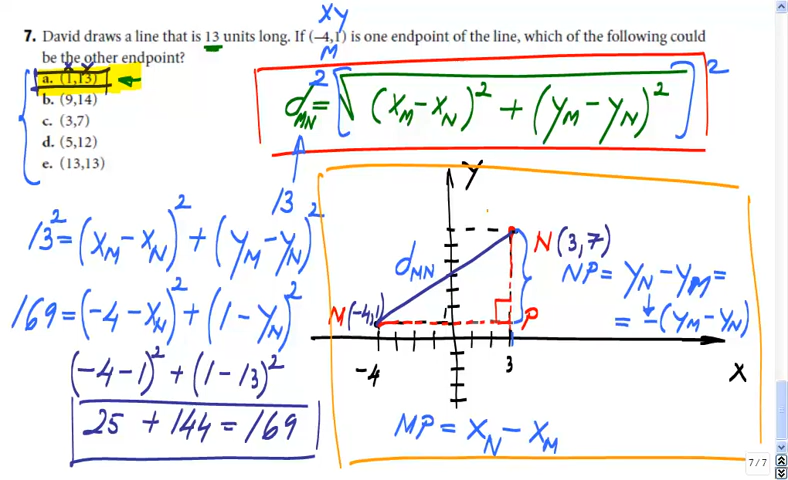 7. David draws a line that is 13 units long. If (–4,1) is one endpoint of the line, which of the following could
be the other endpoint?
X Y
M
X Y
a. (1,13)
b. (9,14)
c. (3,7)
d. (5,12)
e. (13,13)
d²MN = [√(XM - XN)² + (YM - YN)²]²
13
13² = (XM - XN)² + (YM - YN)²
169 = (-4 - XN)² + (1 - YN)²
(-4-1)² + (1-13)²
25 + 144 = 169
Y
N(3,7)
dMN
NP = YN - YM =
= -(YM - YN)
N(-4,1)
P
-4
3
X
MP = XN - XM
7/7